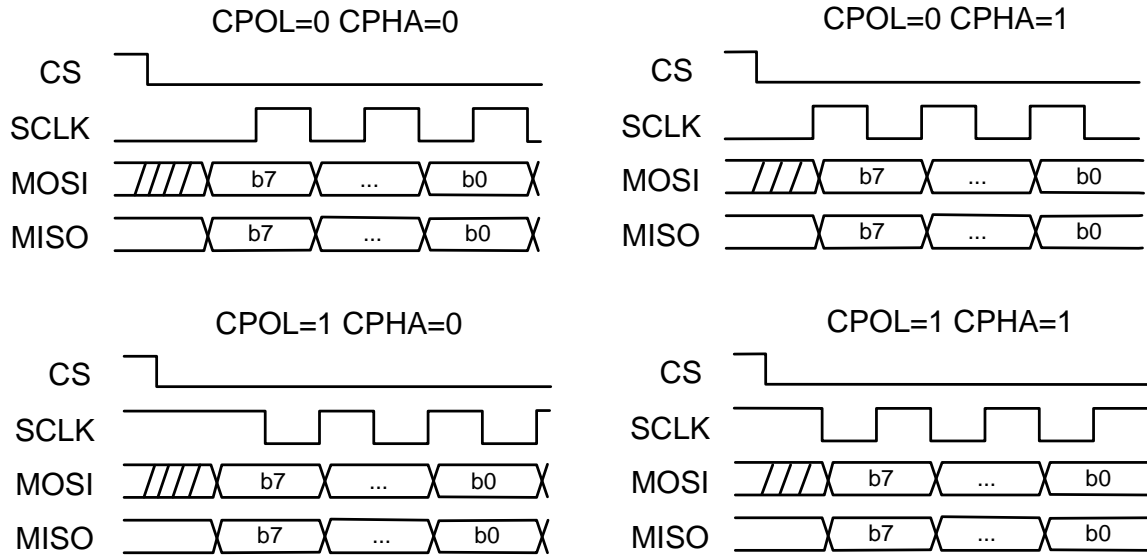 CPOL=0 CPHA=0
CS
SCLK
MOSI b7 ... b0
MISO b7 ... b0
CPOL=0 CPHA=1
CS
SCLK
MOSI b7 ... b0
MISO b7 ... b0
CPOL=1 CPHA=0
CS
SCLK
MOSI b7 ... b0
MISO b7 ... b0
CPOL=1 CPHA=1
CS
SCLK
MOSI b7 ... b0
MISO b7 ... b0